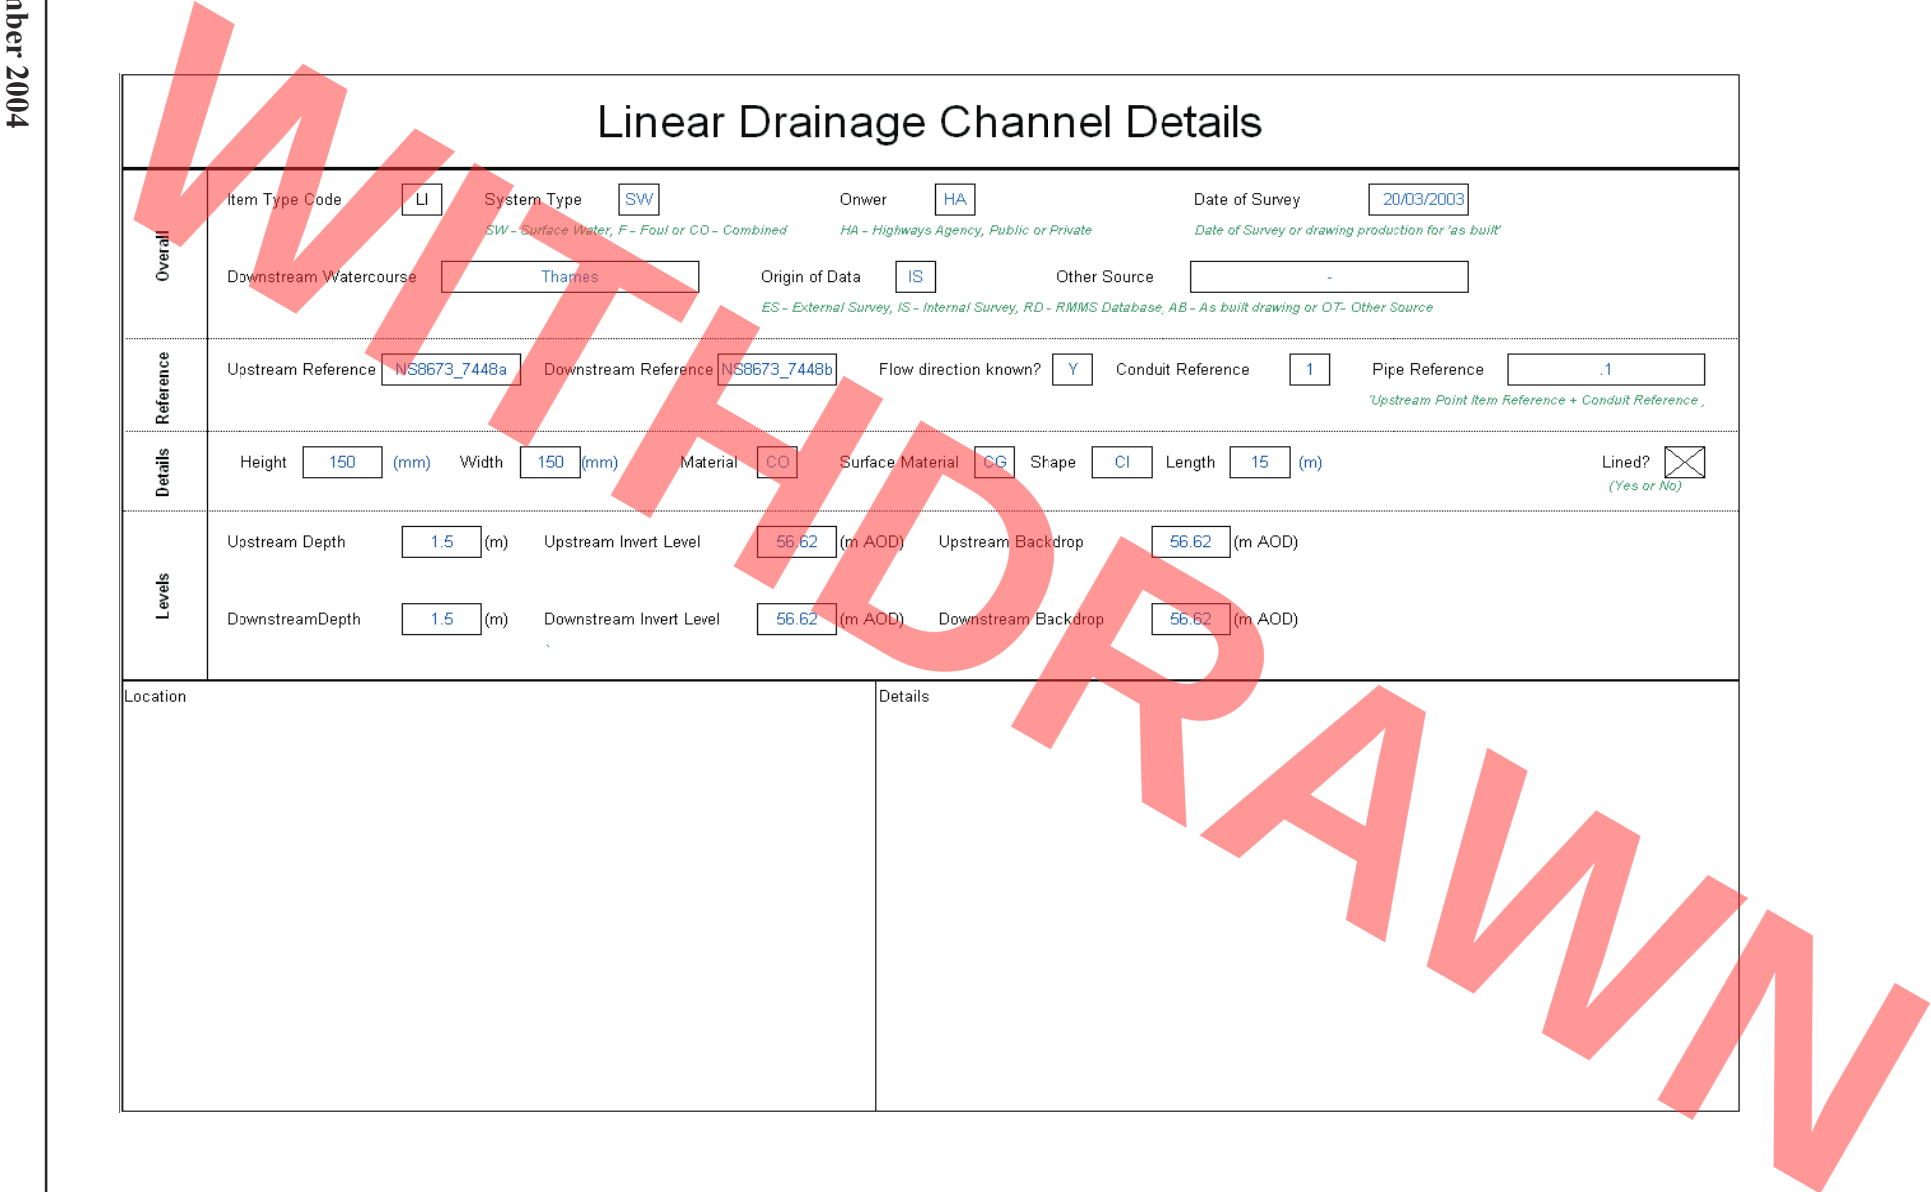 mber 2004
Linear Drainage Channel Details
Overall
Item Type Code LI System Type SW Onwer HA Date of Survey 20/03/2003
SW - Surface Water, F - Foul or CO - Combined HA - Highways Agency, Public or Private Date of Survey or drawing production for 'as built'
Downstream Watercourse Thames Origin of Data IS Other Source -
ES - External Survey, IS - Internal Survey, RD - RMMS Database, AB - As built drawing or OT- Other Source
Reference
Upstream Reference NS8673_7448a Downstream Reference NS8673_7448b Flow direction known? Y Conduit Reference 1 Pipe Reference .1
'Upstream Point Item Reference + Conduit Reference ,
Details
Height 150 (mm) Width 150 (mm) Material CO Surface Material CG Shape CI Length 15 (m) Lined?
(Yes or No)
Levels
Upstream Depth 1.5 (m) Upstream Invert Level 56.62 (m AOD) Upstream Backdrop 56.62 (m AOD)
DownstreamDepth 1.5 (m) Downstream Invert Level 56.62 (m AOD) Downstream Backdrop 56.62 (m AOD)
Location Details
WITHDRAWN